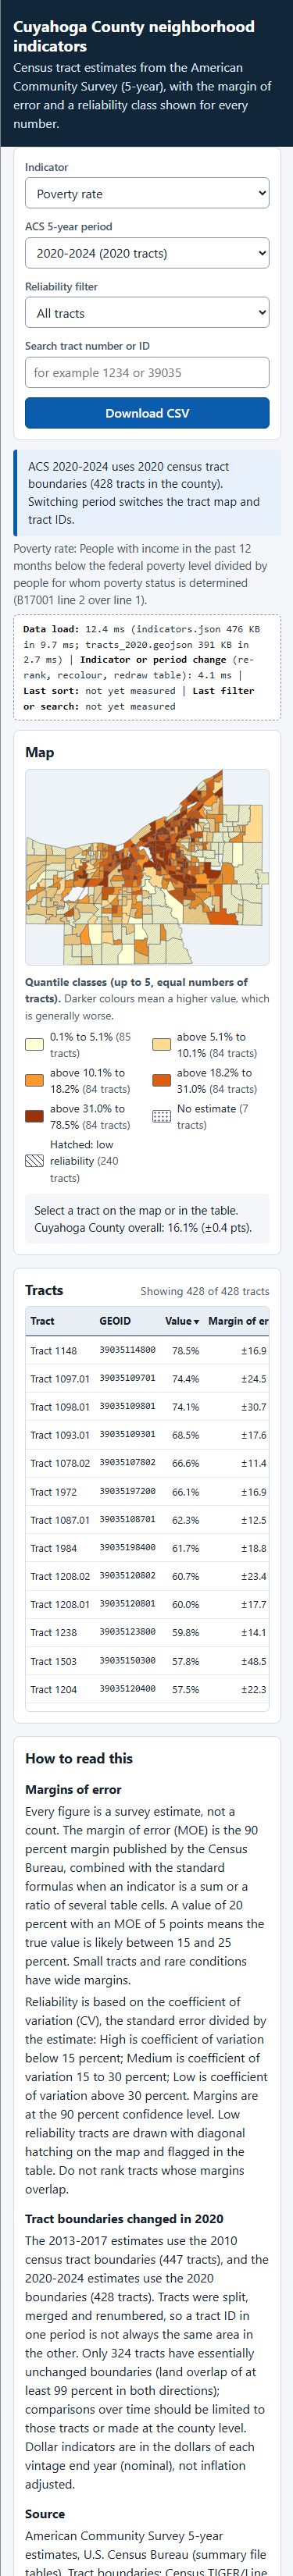 Cuyahoga County neighborhood
indicators
Census tract estimates from the American
Community Survey (5-year), with the margin of
error and a reliability class shown for every
number.
Indicator
Poverty rate
ACS 5-year period
2020-2024 (2020 tracts)
Reliability filter
All tracts
Search tract number or ID
for example 1234 or 39035
Download CSV
ACS 2020-2024 uses 2020 census tract
boundaries (428 tracts in the county).
Switching period switches the tract map and
tract IDs.
Poverty rate: People with income in the past 12
months below the federal poverty level divided by
people for whom poverty status is determined
(B17001 line 2 over line 1).
Data load: 12.4 ms (indicators.json 476 KB
in 9.7 ms; tracts_2020.geojson 391 KB in
2.7 ms) | Indicator or period change (re-
rank, recolour, redraw table): 4.1 ms |
Last sort: not yet measured | Last filter
or search: not yet measured
Map
Quantile classes (up to 5, equal numbers of
tracts). Darker colours mean a higher value, which
is generally worse.
0.1% to 5.1% (85
tracts)
above 5.1% to
10.1% (84 tracts)
above 10.1% to
18.2% (84 tracts)
above 18.2% to
31.0% (84 tracts)
above 31.0% to
78.5% (84 tracts)
No estimate (7
tracts)
Hatched: low
reliability (240
tracts)
Select a tract on the map or in the table.
Cuyahoga County overall: 16.1% (±0.4 pts).
Tracts
Showing 428 of 428 tracts
Tract GEOID Value ▾ Margin of er
Tract 1148 39035114800 78.5% ±16.9
Tract 1097.01 39035109701 74.4% ±24.5
Tract 1098.01 39035109801 74.1% ±30.7
Tract 1093.01 39035109301 68.5% ±17.6
Tract 1078.02 39035107802 66.6% ±11.4
Tract 1972 39035197200 66.1% ±16.9
Tract 1087.01 39035108701 62.3% ±12.5
Tract 1984 39035198400 61.7% ±18.8
Tract 1208.02 39035120802 60.7% ±23.4
Tract 1208.01 39035120801 60.0% ±17.7
Tract 1238 39035123800 59.8% ±14.1
Tract 1503 39035150300 57.8% ±48.5
Tract 1204 39035120400 57.5% ±22.3
How to read this
Margins of error
Every figure is a survey estimate, not a
count. The margin of error (MOE) is the 90
percent margin published by the Census
Bureau, combined with the standard
formulas when an indicator is a sum or a
ratio of several table cells. A value of 20
percent with an MOE of 5 points means the
true value is likely between 15 and 25
percent. Small tracts and rare conditions
have wide margins.
Reliability is based on the coefficient of
variation (CV), the standard error divided by
the estimate: High is coefficient of variation
below 15 percent; Medium is coefficient of
variation 15 to 30 percent; Low is coefficient
of variation above 30 percent. Margins are
at the 90 percent confidence level. Low
reliability tracts are drawn with diagonal
hatching on the map and flagged in the
table. Do not rank tracts whose margins
overlap.
Tract boundaries changed in 2020
The 2013-2017 estimates use the 2010
census tract boundaries (447 tracts), and the
2020-2024 estimates use the 2020
boundaries (428 tracts). Tracts were split,
merged and renumbered, so a tract ID in
one period is not always the same area in
the other. Only 324 tracts have essentially
unchanged boundaries (land overlap of at
least 99 percent in both directions);
comparisons over time should be limited to
those tracts or made at the county level.
Dollar indicators are in the dollars of each
vintage end year (nominal), not inflation
adjusted.
Source
American Community Survey 5-year
estimates, U.S. Census Bureau (summary file
tables). Tract boundaries: Census TIGER/Line